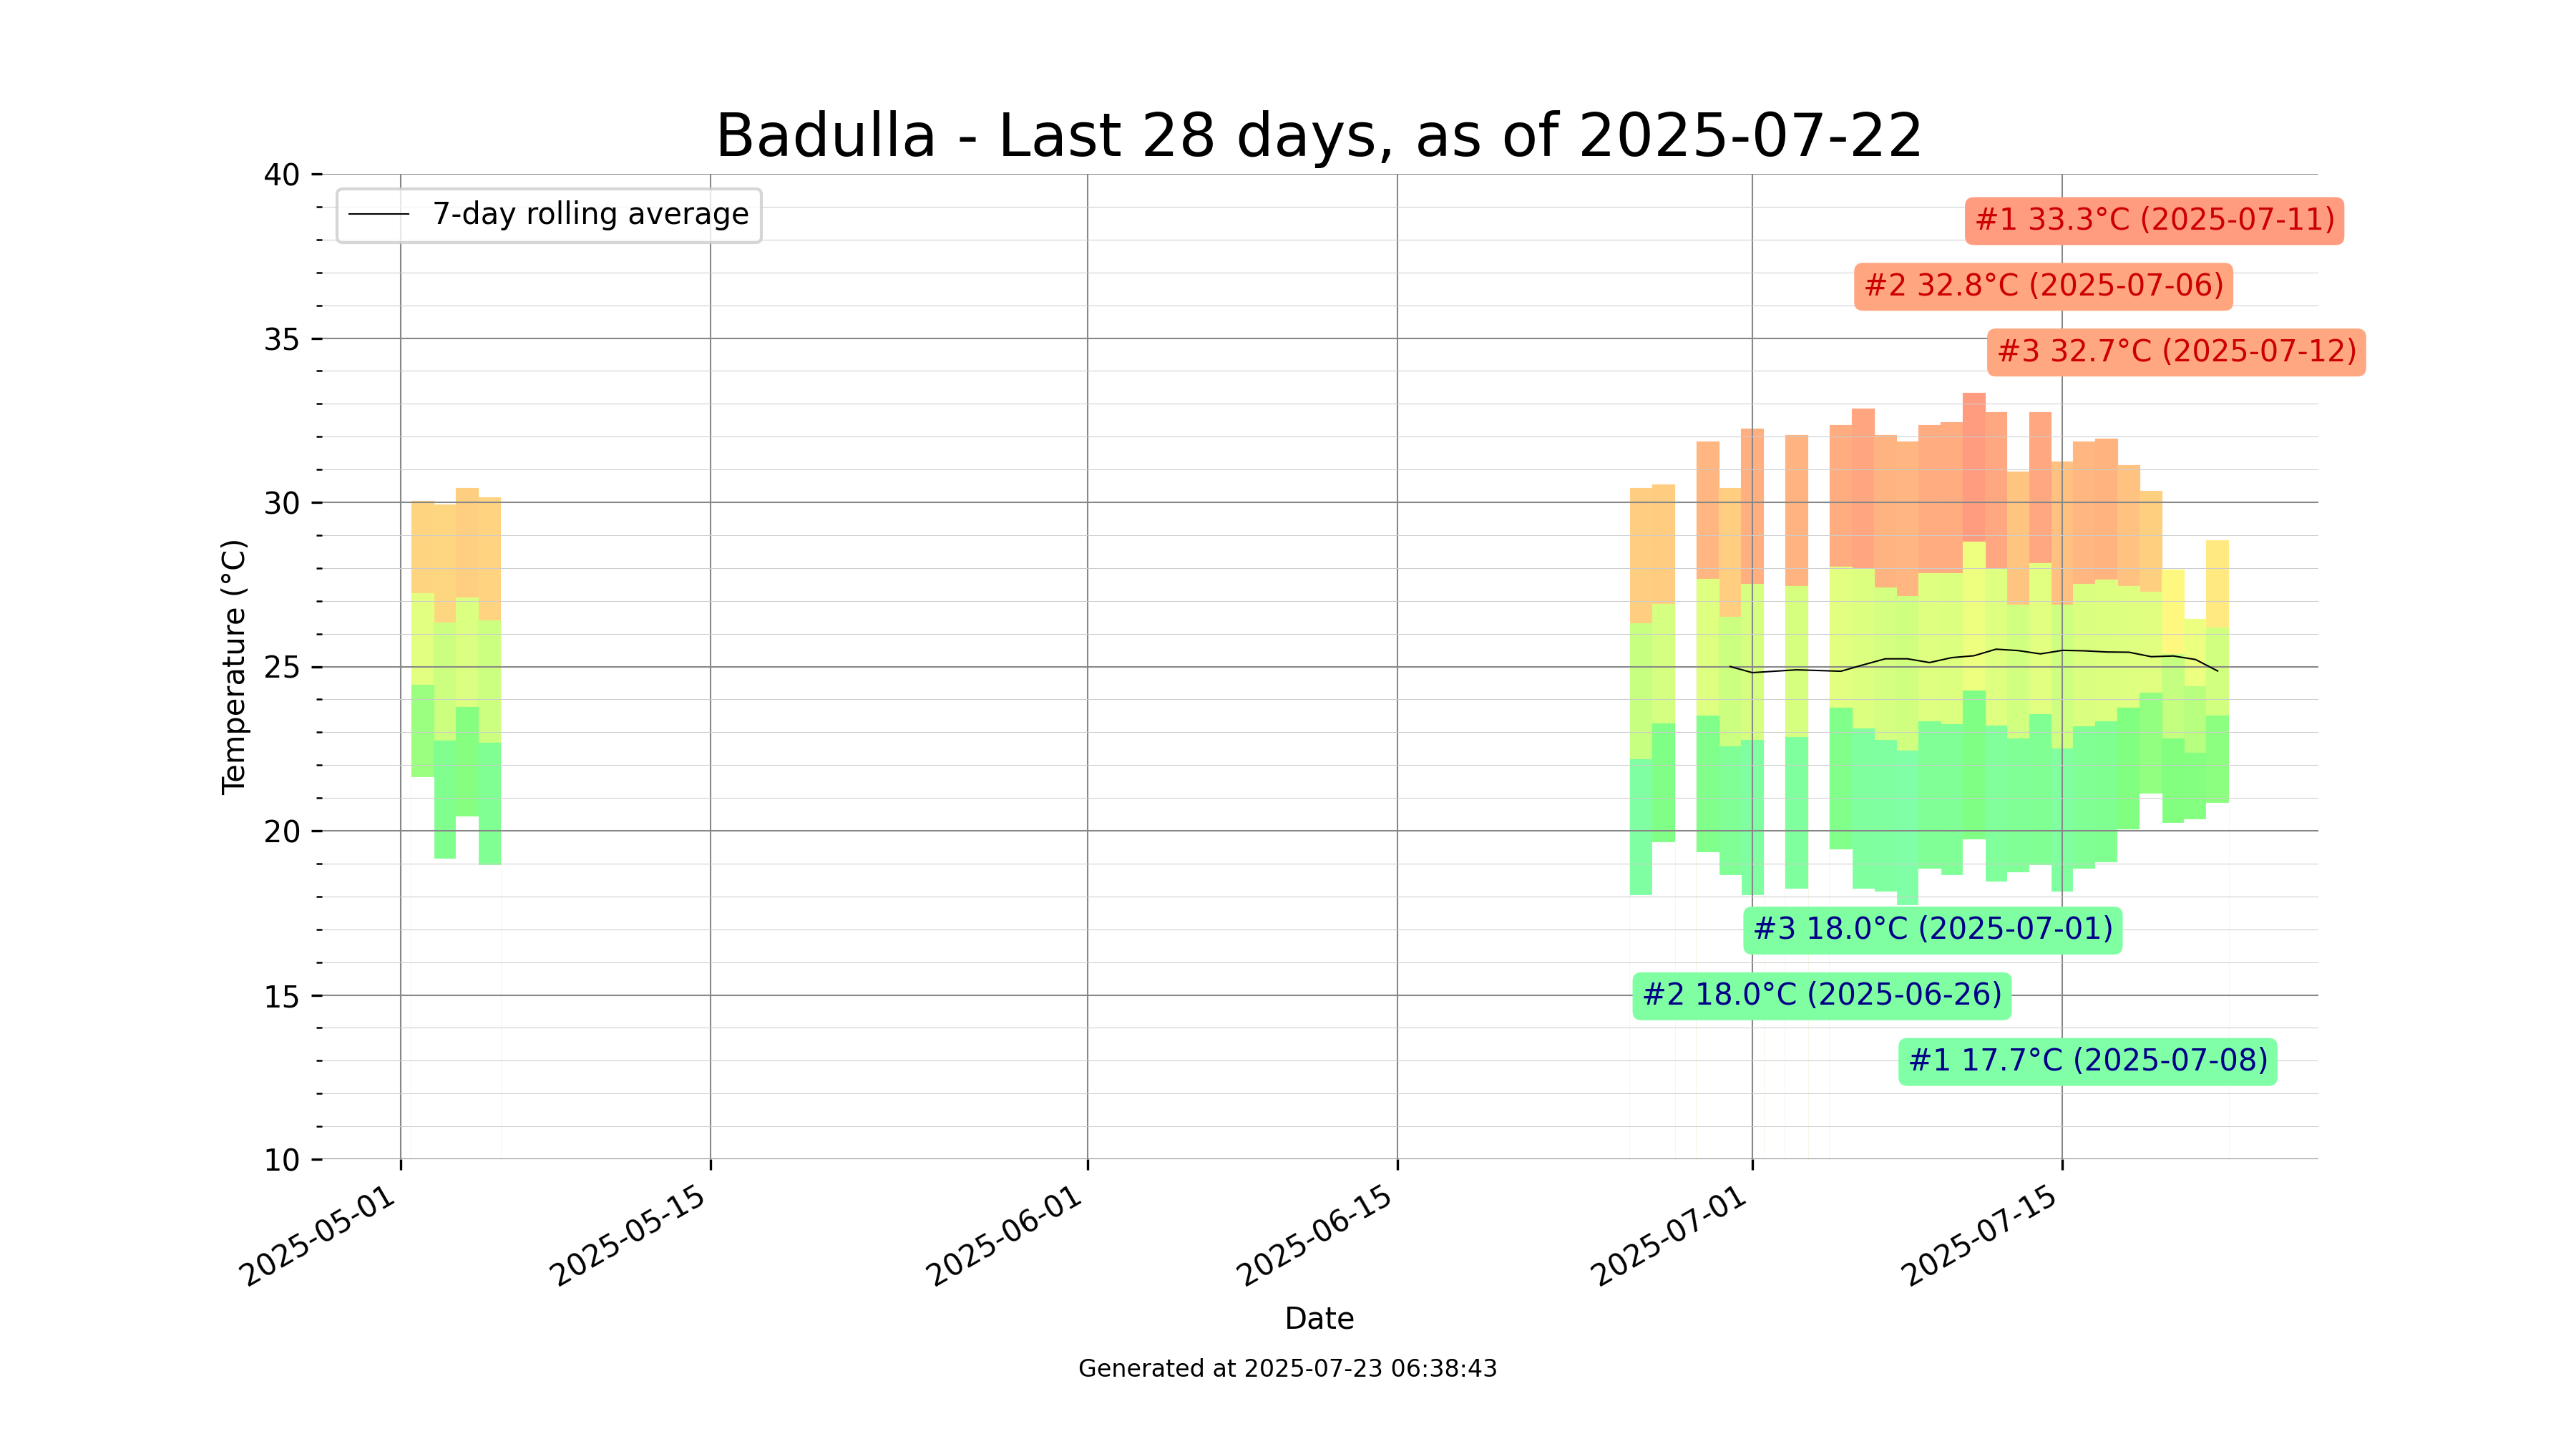 Badulla - Last 28 days, as of 2025-07-22
7-day rolling average
#1 33.3°C (2025-07-11)
#2 32.8°C (2025-07-06)
#3 32.7°C (2025-07-12)
#3 18.0°C (2025-07-01)
#2 18.0°C (2025-06-26)
#1 17.7°C (2025-07-08)
Temperature (°C)
40
35
30
25
20
15
10
2025-05-01
2025-05-15
2025-06-01
2025-06-15
2025-07-01
2025-07-15
Date
Generated at 2025-07-23 06:38:43